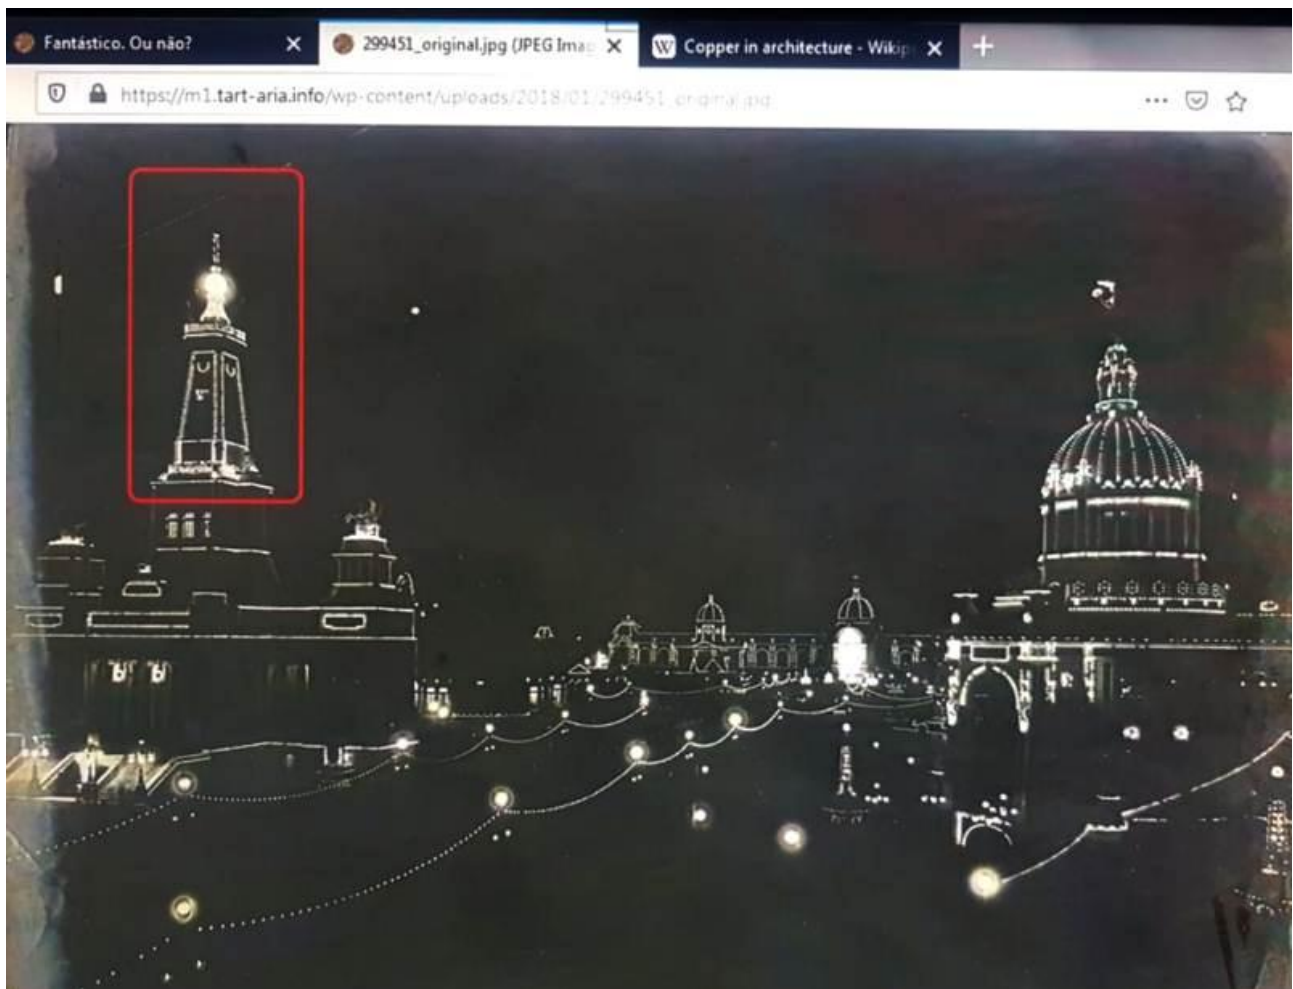 Fantástico. Ou não?
299451_original.jpg (JPEG Imag
Copper in architecture - Wikip
https://m1.tart-aria.info/wp-content/uploads/2018/01/299451_original.jpg